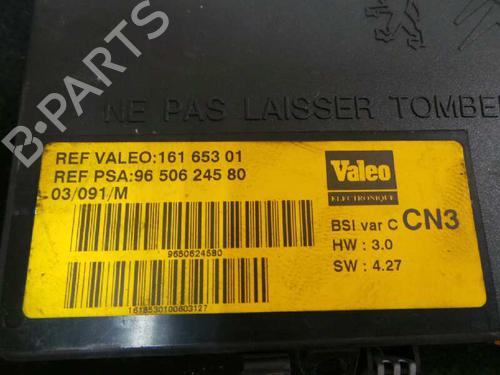 NE PAS LAISSER TOMBE
REF VALEO:161 653 01
REF PSA:96 506 245 80
03/091/M
Valeo
ELECTRONIQUE
BSI var C CN3
HW : 3.0
SW : 4.27
9650624580
1618530100603127
B-PARTS